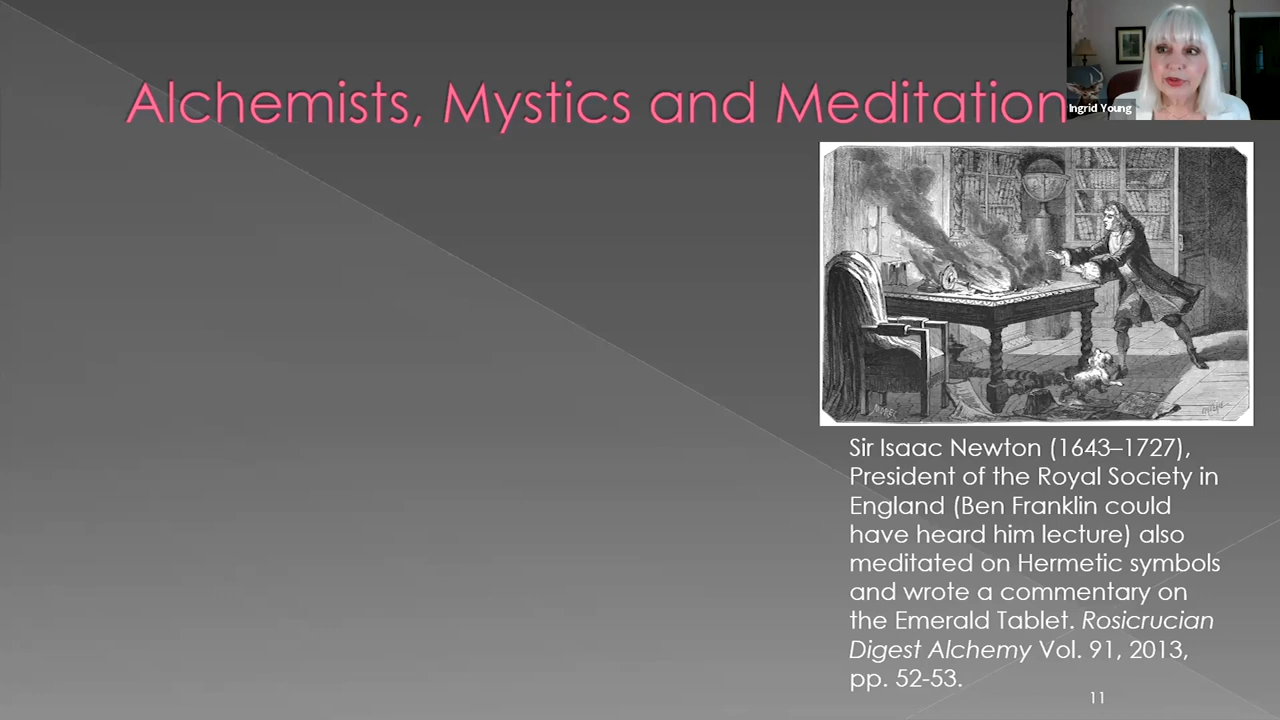 Alchemists, Mystics and Meditation
Ingrid Young
Sir Isaac Newton (1643–1727),
President of the Royal Society in
England (Ben Franklin could
have heard him lecture) also
meditated on Hermetic symbols
and wrote a commentary on
the Emerald Tablet. Rosicrucian
Digest Alchemy Vol. 91, 2013,
pp. 52-53.
11